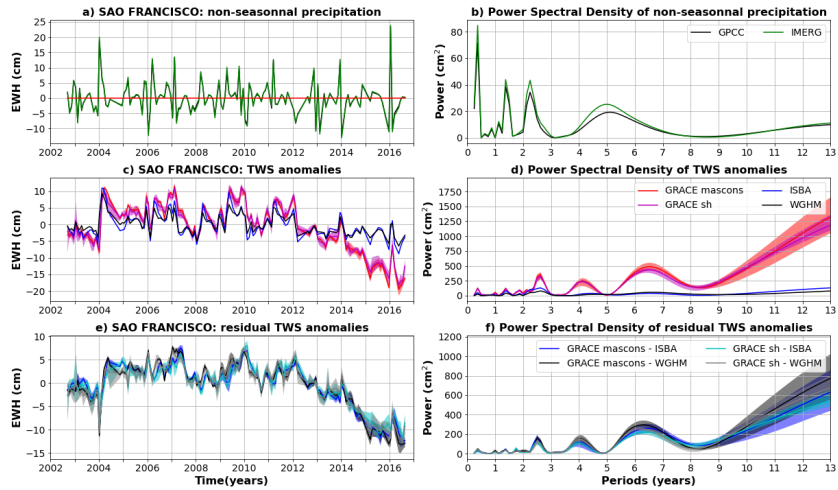 a) SAO FRANCISCO: non-seasonnal precipitation
EWH (cm)
25
20
15
10
5
0
−5
−10
2002 2004 2006 2008 2010 2012 2014 2016
b) Power Spectral Density of non-seasonnal precipitation
GPCC IMERG
Power (cm²)
80
60
40
20
0
0 1 2 3 4 5 6 7 8 9 10 11 12 13
c) SAO FRANCISCO: TWS anomalies
EWH (cm)
10
5
0
−5
−10
−15
−20
2002 2004 2006 2008 2010 2012 2014 2016
d) Power Spectral Density of TWS anomalies
GRACE mascons ISBA
GRACE sh WGHM
Power (cm²)
1750
1500
1250
1000
750
500
250
0
0 1 2 3 4 5 6 7 8 9 10 11 12 13
e) SAO FRANCISCO: residual TWS anomalies
EWH (cm)
10
5
0
−5
−10
−15
2002 2004 2006 2008 2010 2012 2014 2016
Time(years)
f) Power Spectral Density of residual TWS anomalies
GRACE mascons - ISBA GRACE sh - ISBA
GRACE mascons - WGHM GRACE sh - WGHM
Power (cm²)
1200
1000
800
600
400
200
0
0 1 2 3 4 5 6 7 8 9 10 11 12 13
Periods (years)